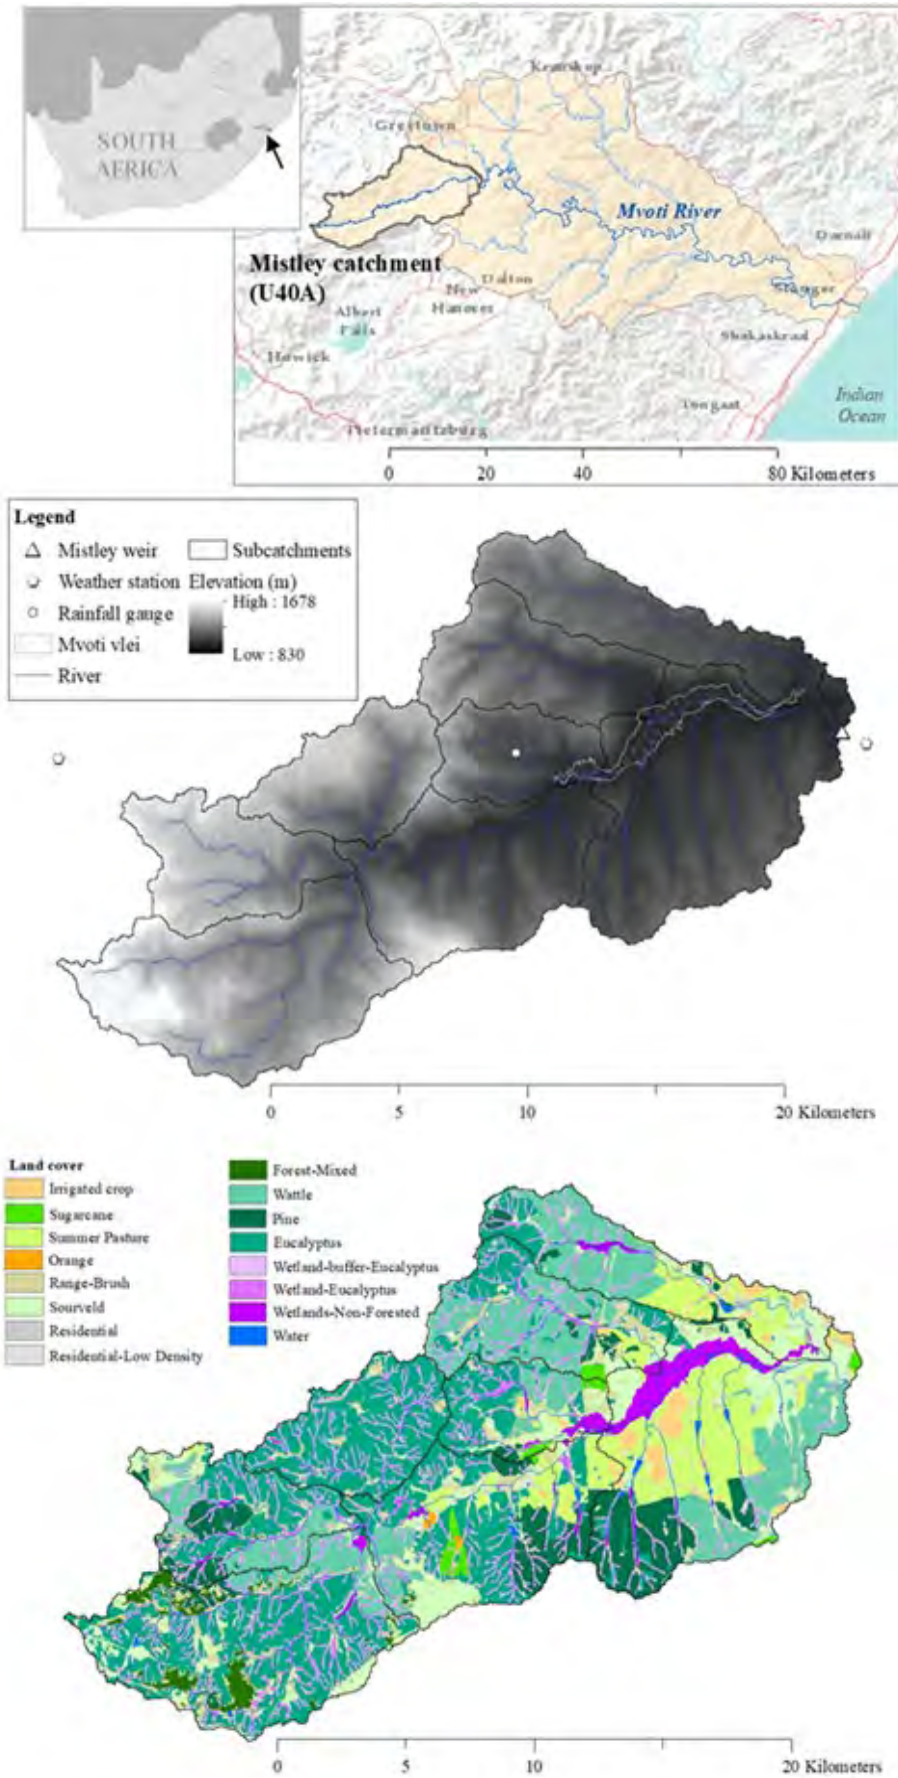 SOUTH
AFRICA
Kranskop
Greytown
Mvoti River
Darnall
Mistley catchment
(U40A)
Dalton
Stanger
New
Hanover
Albert
Falls
Shakaskraal
Howick
Tongaat
Indian
Ocean
Pietermaritzburg
0 20 40 80 Kilometers
Legend
Mistley weir Subcatchments
Weather station Elevation (m)
High : 1678
Rainfall gauge
Mvoti vlei
Low : 830
River
0 5 10 20 Kilometers
Land cover
Irrigated crop
Sugarcane
Summer Pasture
Orange
Range-Brush
Sourveld
Residential
Residential-Low Density
Forest-Mixed
Wattle
Pine
Eucalyptus
Wetland-buffer-Eucalyptus
Wetland-Eucalyptus
Wetlands-Non-Forested
Water
0 5 10 20 Kilometers